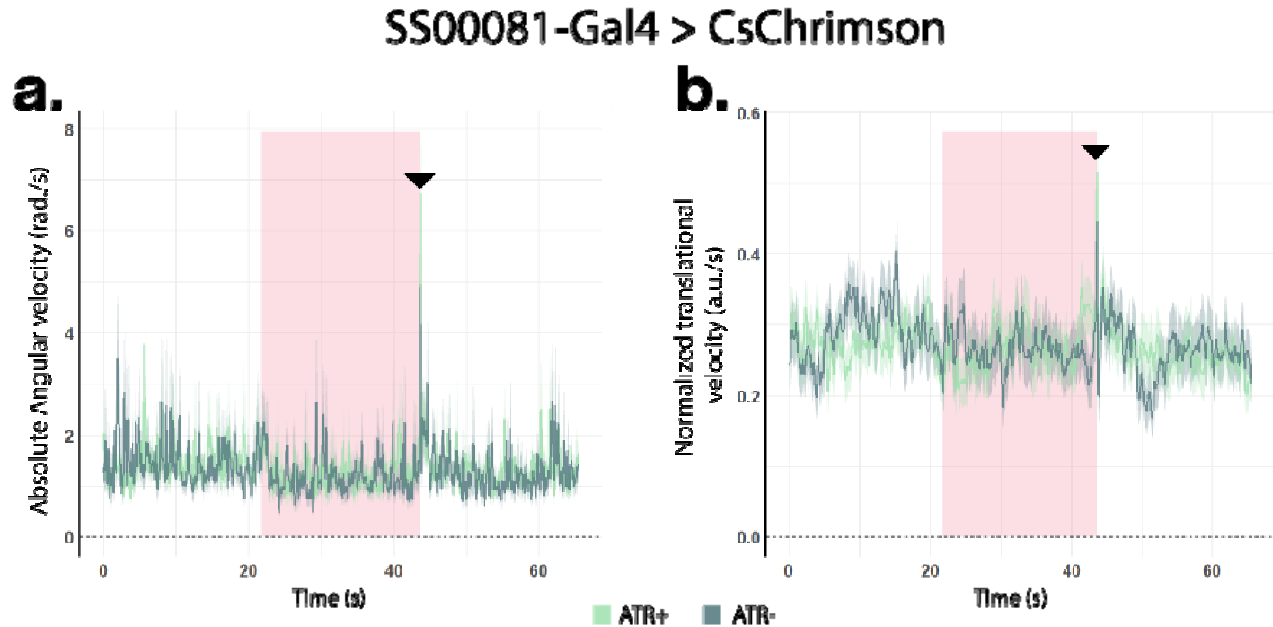 SS00081-Gal4 > CsChrimson
a.
Absolute Angular velocity (rad./s)
8
6
4
2
0
0 20 40 60
Time (s)
b.
Normalized translational
velocity (a.u./s)
0.6
0.4
0.2
0.0
0 20 40 60
Time (s)
ATR+ ATR-